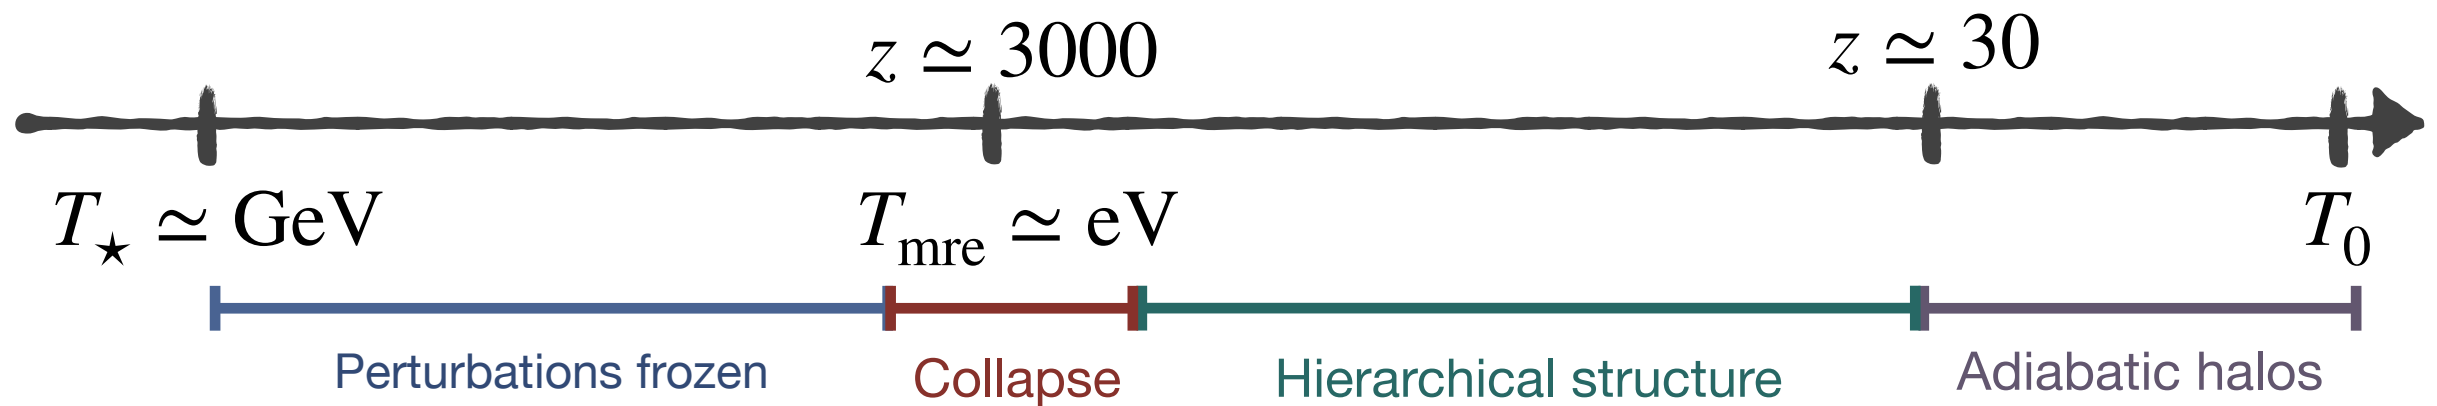 z ≃ 3000
z ≃ 30
T⋆ ≃ GeV
Tmre ≃ eV
T0
Perturbations frozen
Collapse
Hierarchical structure
Adiabatic halos